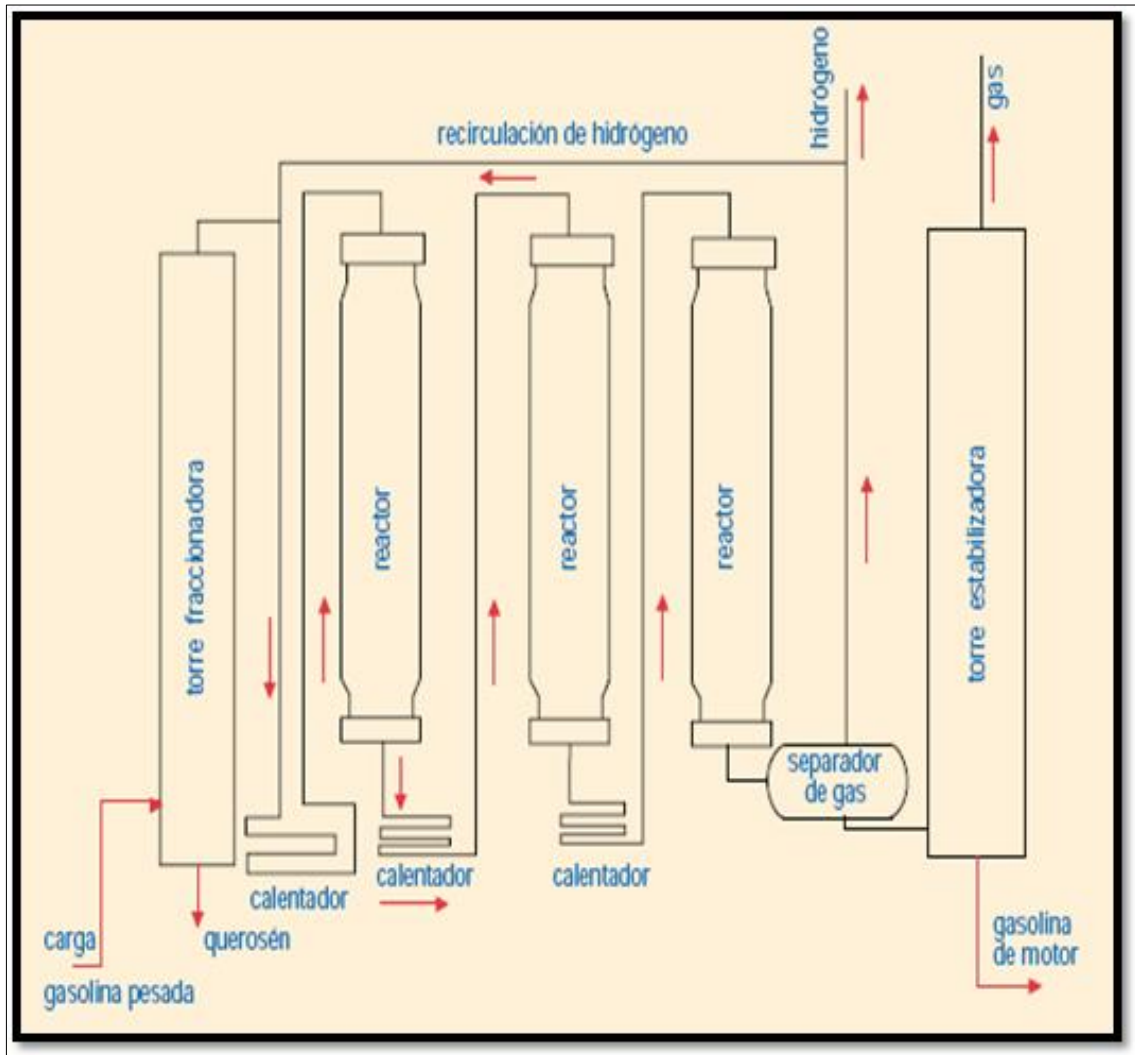 hidrógeno
gas
recirculación de hidrógeno
torre fraccionadora
reactor
reactor
reactor
torre estabilizadora
separador
de gas
calentador
calentador
calentador
carga
gasolina pesada
querosén
gasolina
de motor